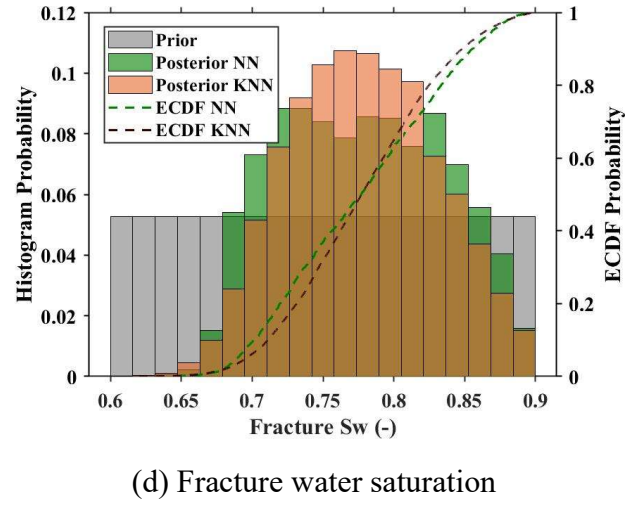 0.12
0.1
0.08
0.06
0.04
0.02
0
Histogram Probability
Prior
Posterior NN
Posterior KNN
ECDF NN
ECDF KNN
1
0.8
0.6
0.4
0.2
0
ECDF Probability
0.6 0.65 0.7 0.75 0.8 0.85 0.9
Fracture Sw (-)
(d) Fracture water saturation